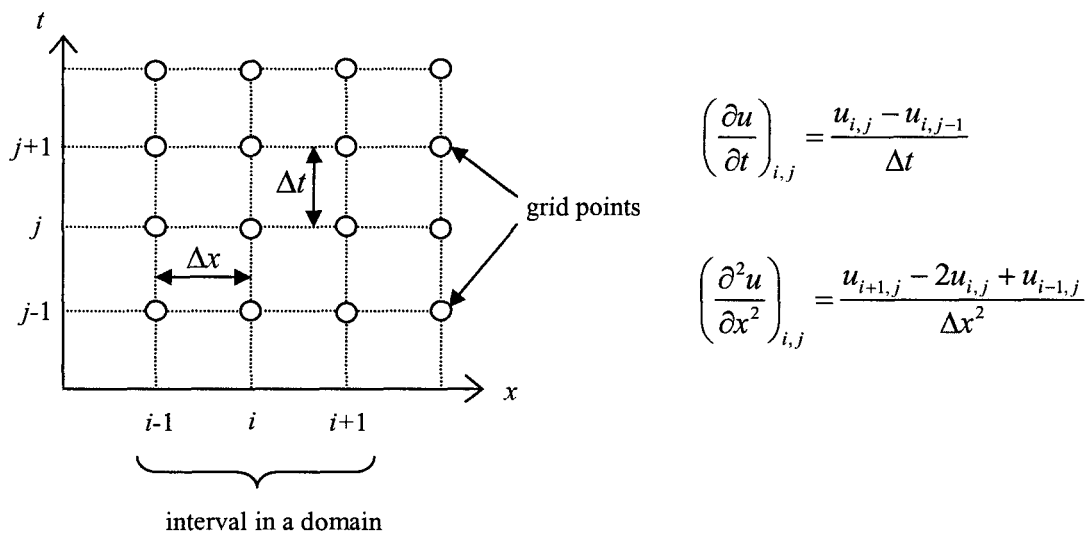 t
j+1
Δt
j
grid points
Δx
j-1
x
i-1 i i+1
interval in a domain
(∂u/∂t)_{i,j} = (u_{i,j} − u_{i,j−1})/Δt
(∂²u/∂x²)_{i,j} = (u_{i+1,j} − 2u_{i,j} + u_{i−1,j})/Δx²